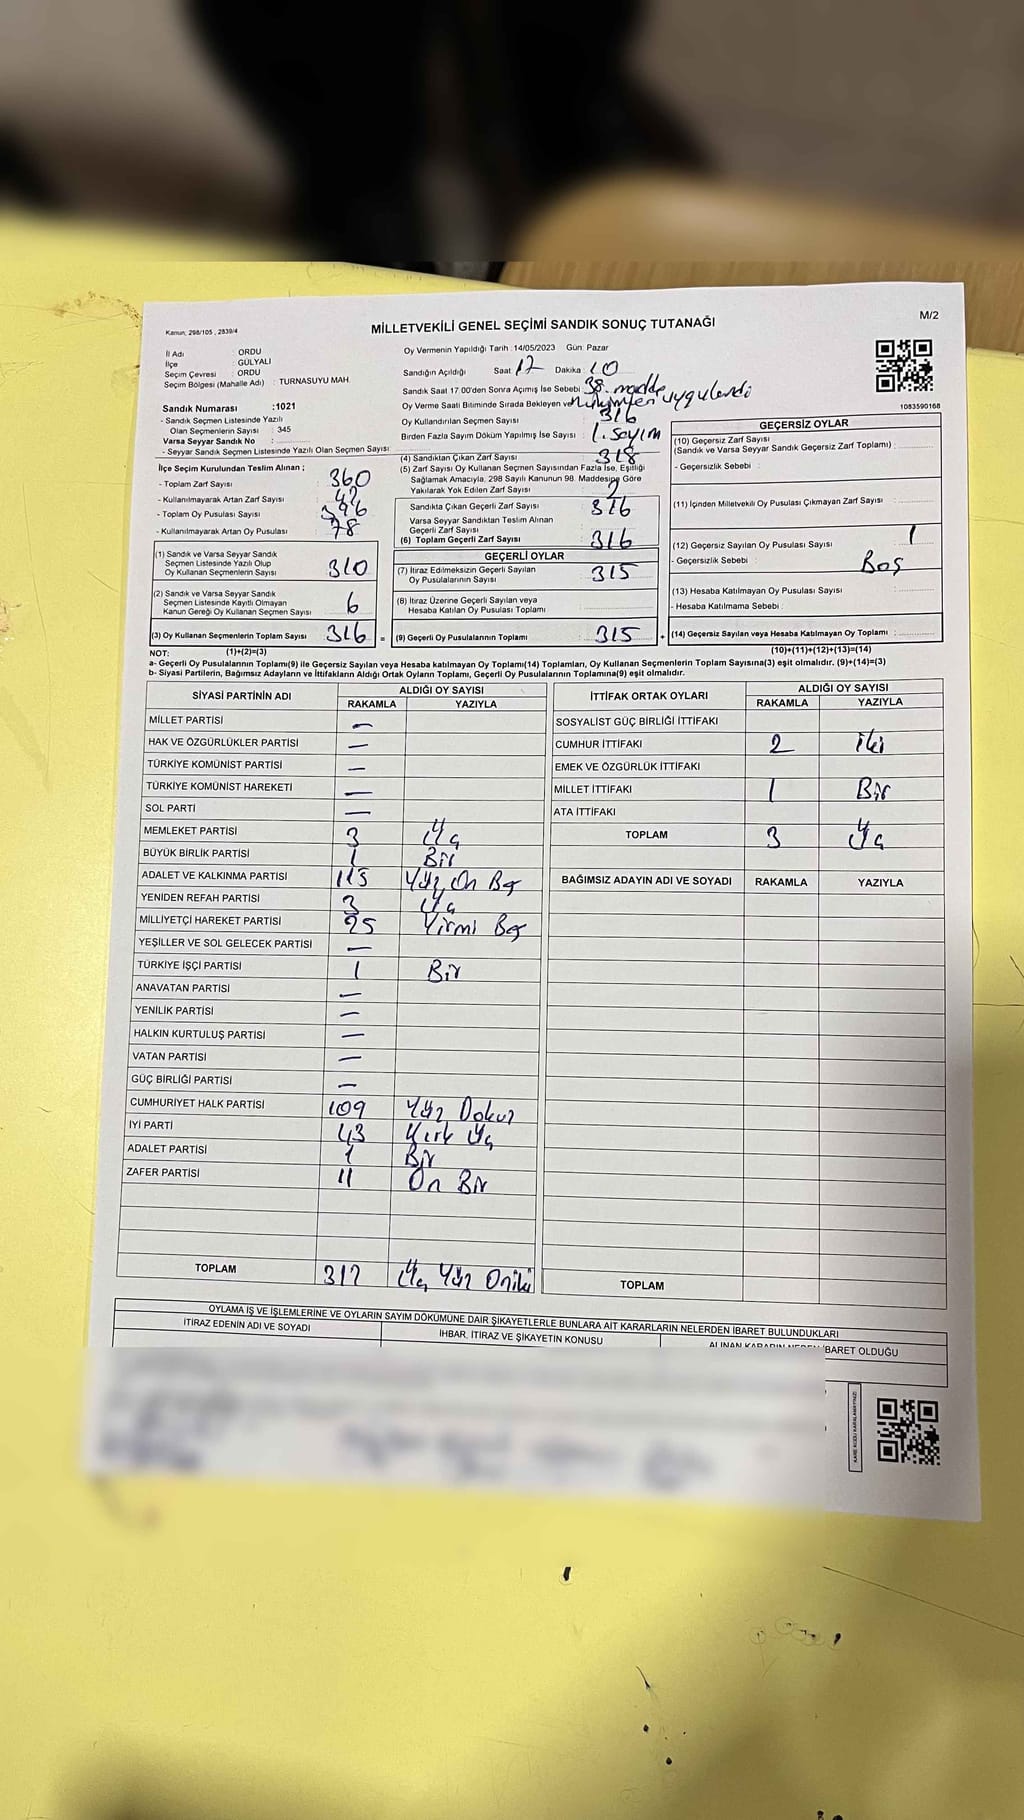 Kanun, 298/105 , 2839/4
MİLLETVEKİLİ GENEL SEÇİMİ SANDIK SONUÇ TUTANAĞI
M/2
İl Adı : ORDU
İlçe : GÜLYALI
Seçim Çevresi : ORDU
Seçim Bölgesi (Mahalle Adı) : TURNASUYU MAH
Oy Vermenin Yapıldığı Tarih :14/05/2023 Gün: Pazar
Sandığın Açıldığı Saat: 17 Dakika: 10
Sandık Saat 17.00'den Sonra Açımış İse Sebebi: 38. madde
Oy Verme Saati Bitiminde Sırada Bekleyen ve uygulandi
Oy Kullandırılan Seçmen Sayısı : 316
Birden Fazla Sayım Döküm Yapılmış İse Sayısı : 1. Sayım
1083590168
Sandık Numarası :1021
- Sandık Seçmen Listesinde Yazılı
Olan Seçmenlerin Sayısı : 345
Varsa Seyyar Sandık No :
- Seyyar Sandık Seçmen Listesinde Yazılı Olan Seçmen Sayısı :
İlçe Seçim Kurulundan Teslim Alınan ;
- Toplam Zarf Sayısı : 360
- Kullanılmayarak Artan Zarf Sayısı : 42
- Toplam Oy Pusulası Sayısı :
- Kullanılmayarak Artan Oy Pusulası : 78
(1) Sandık ve Varsa Seyyar Sandık
Seçmen Listesinde Yazılı Olup
Oy Kullanan Seçmenlerin Sayısı : 310
(2) Sandık ve Varsa Seyyar Sandık
Seçmen Listesinde Kayıtlı Olmayan
Kanun Gereği Oy Kullanan Seçmen Sayısı : 6
(3) Oy Kullanan Seçmenlerin Toplam Sayısı : 316 =
(1)+(2)=(3)
(4) Sandıktan Çıkan Zarf Sayısı : 318
(5) Zarf Sayısı Oy Kullanan Seçmen Sayısından Fazla İse, Eşitliği
Sağlamak Amacıyla, 298 Sayılı Kanunun 98. Maddesine Göre
Yakılarak Yok Edilen Zarf Sayısı : 2
Sandıkta Çıkan Geçerli Zarf Sayısı : 316
Varsa Seyyar Sandıktan Teslim Alınan
Geçerli Zarf Sayısı :
(6) Toplam Geçerli Zarf Sayısı : 316
GEÇERLİ OYLAR
(7) İtiraz Edilmeksizin Geçerli Sayılan
Oy Pusulalarının Sayısı : 315
(8) İtiraz Üzerine Geçerli Sayılan veya
Hesaba Katılan Oy Pusulası Toplamı :
(9) Geçerli Oy Pusulalarının Toplamı : 315 +
GEÇERSİZ OYLAR
(10) Geçersiz Zarf Sayısı
(Sandık ve Varsa Seyyar Sandık Geçersiz Zarf Toplamı) :
- Geçersizlik Sebebi :
(11) İçinden Milletvekili Oy Pusulası Çıkmayan Zarf Sayısı :
(12) Geçersiz Sayılan Oy Pusulası Sayısı : 1
- Geçersizlik Sebebi : Boş
(13) Hesaba Katılmayan Oy Pusulası Sayısı :
- Hesaba Katılmama Sebebi :
(14) Geçersiz Sayılan veya Hesaba Katılmayan Oy Toplamı :
(10)+(11)+(12)+(13)=(14)
NOT:
a- Geçerli Oy Pusulalarının Toplamı(9) ile Geçersiz Sayılan veya Hesaba katılmayan Oy Toplamı(14) Toplamları, Oy Kullanan Seçmenlerin Toplam Sayısına(3) eşit olmalıdır. (9)+(14)=(3)
b- Siyasi Partilerin, Bağımsız Adayların ve İttifakların Aldığı Ortak Oyların Toplamı, Geçerli Oy Pusulalarının Toplamına(9) eşit olmalıdır.
SİYASİ PARTİNİN ADI
ALDIĞI OY SAYISI
RAKAMLA YAZIYLA
MİLLET PARTİSİ —
HAK VE ÖZGÜRLÜKLER PARTİSİ —
TÜRKİYE KOMÜNİST PARTİSİ —
TÜRKİYE KOMÜNİST HAREKETİ —
SOL PARTİ —
MEMLEKET PARTİSİ 3 Üç
BÜYÜK BİRLİK PARTİSİ 1 Bir
ADALET VE KALKINMA PARTİSİ 115 Yüz On Beş
YENİDEN REFAH PARTİSİ 3 Üç
MİLLİYETÇİ HAREKET PARTİSİ 25 Yirmi Beş
YEŞİLLER VE SOL GELECEK PARTİSİ —
TÜRKİYE İŞÇİ PARTİSİ 1 Bir
ANAVATAN PARTİSİ —
YENİLİK PARTİSİ —
HALKIN KURTULUŞ PARTİSİ —
VATAN PARTİSİ —
GÜÇ BİRLİĞİ PARTİSİ —
CUMHURİYET HALK PARTİSİ 109 Yüz Dokuz
İYİ PARTİ 43 Kırk Üç
ADALET PARTİSİ 1 Bir
ZAFER PARTİSİ 11 On Bir
TOPLAM 312 Üç Yüz Oniki
İTTİFAK ORTAK OYLARI
ALDIĞI OY SAYISI
RAKAMLA YAZIYLA
SOSYALİST GÜÇ BİRLİĞİ İTTİFAKI
CUMHUR İTTİFAKI 2 İki
EMEK VE ÖZGÜRLÜK İTTİFAKI
MİLLET İTTİFAKI 1 Bir
ATA İTTİFAKI
TOPLAM 3 Üç
BAĞIMSIZ ADAYIN ADI VE SOYADI RAKAMLA YAZIYLA
TOPLAM
OYLAMA İŞ VE İŞLEMLERİNE VE OYLARIN SAYIM DÖKÜMÜNE DAİR ŞİKAYETLERLE BUNLARA AİT KARARLARIN NELERDEN İBARET BULUNDUKLARI
İTİRAZ EDENİN ADI VE SOYADI
İHBAR, İTİRAZ VE ŞİKAYETİN KONUSU
ALINAN KARARIN NEDEN İBARET OLDUĞU